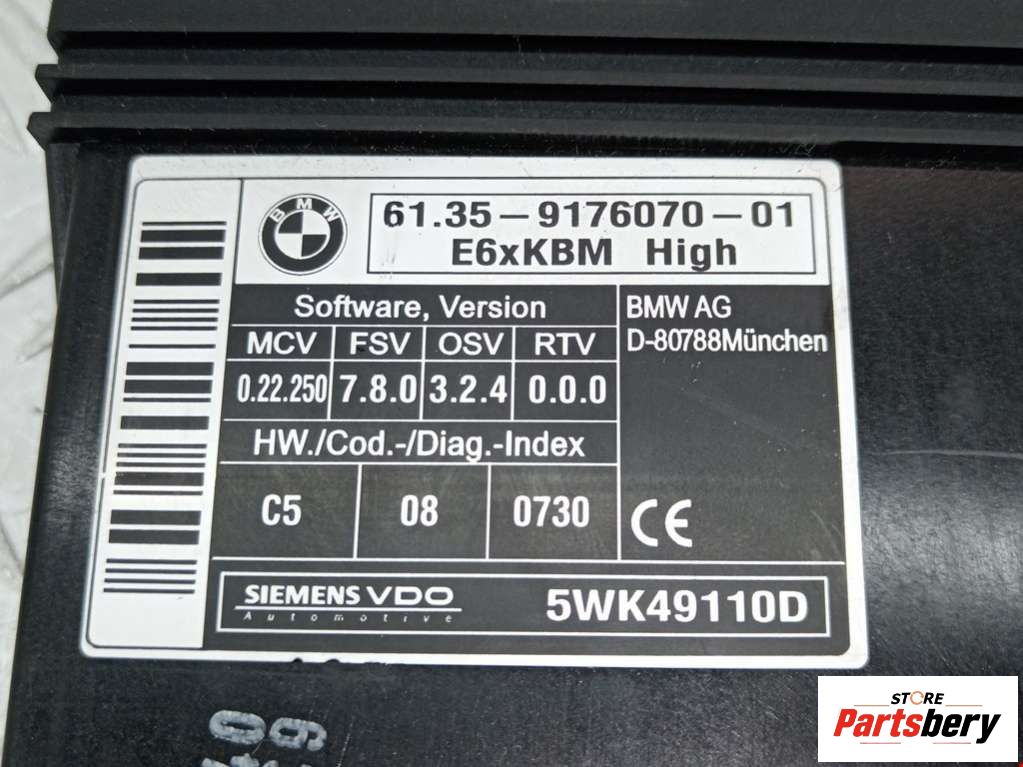 BMW
61.35-9176070-01
E6xKBM High
Software, Version
MCV FSV OSV RTV
0.22.250 7.8.0 3.2.4 0.0.0
HW./Cod.-/Diag.-Index
C5 08 0730
BMW AG
D-80788München
CE
SIEMENS VDO
Automotive
5WK49110D
STORE
Partsbery